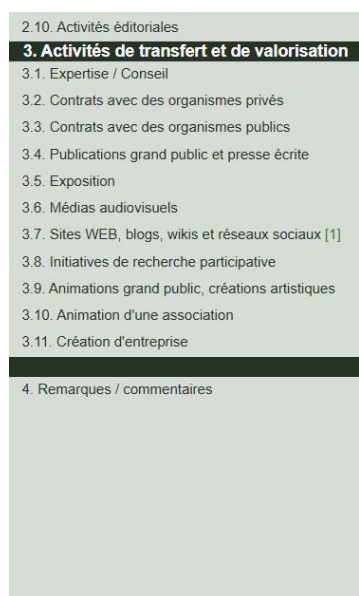 2.10. Activités éditoriales
3. Activités de transfert et de valorisation
3.1. Expertise / Conseil
3.2. Contrats avec des organismes privés
3.3. Contrats avec des organismes publics
3.4. Publications grand public et presse écrite
3.5. Exposition
3.6. Médias audiovisuels
3.7. Sites WEB, blogs, wikis et réseaux sociaux [1]
3.8. Initiatives de recherche participative
3.9. Animations grand public, créations artistiques
3.10. Animation d'une association
3.11. Création d'entreprise
4. Remarques / commentaires